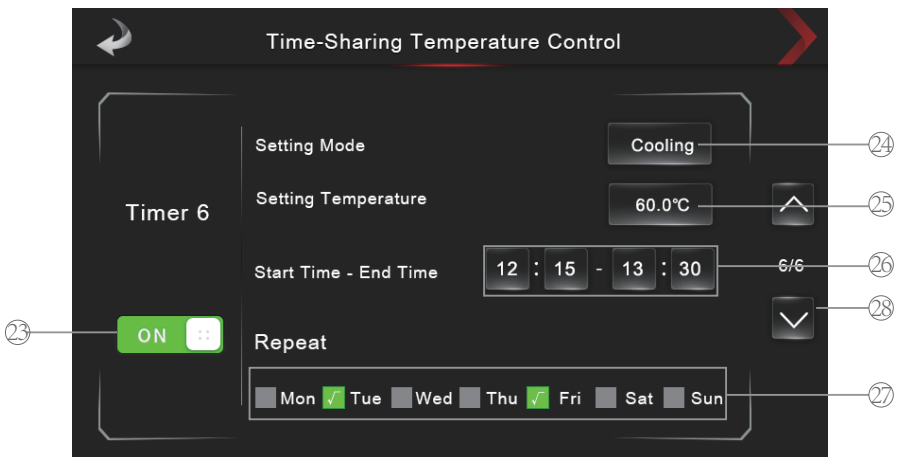 Time-Sharing Temperature Control
Setting Mode
Cooling
㉔
Setting Temperature
60.0℃
㉕
Timer 6
Start Time - End Time
12 : 15 - 13 : 30
6/6
㉖
㉘
㉓
ON
Repeat
Mon √ Tue Wed Thu √ Fri Sat Sun
㉗